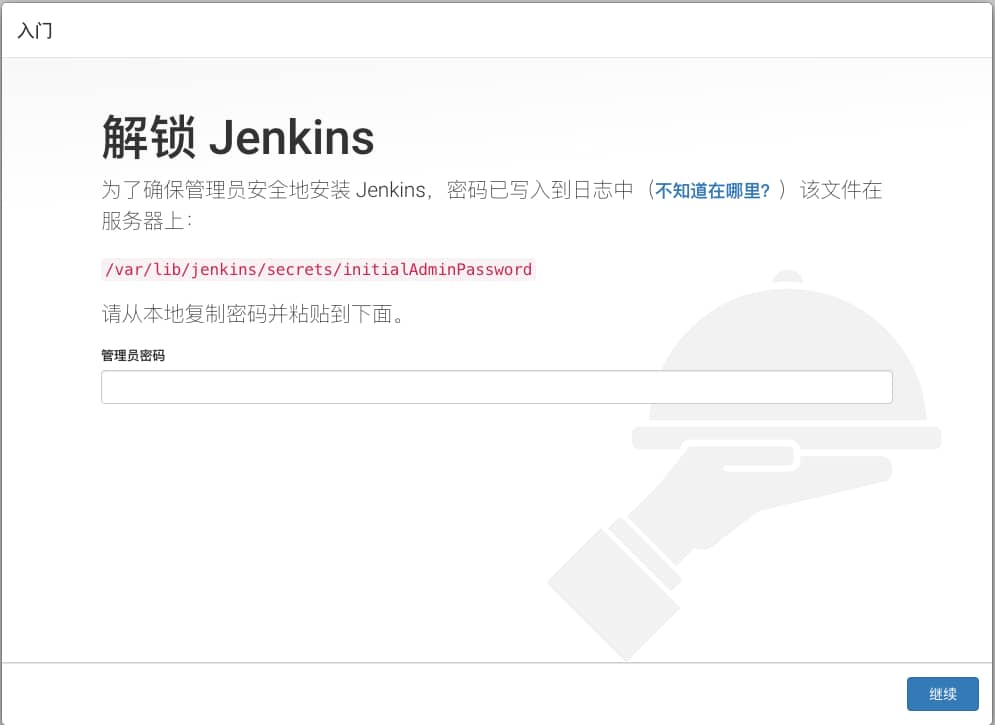 入门
解锁 Jenkins
为了确保管理员安全地安装 Jenkins，密码已写入到日志中（不知道在哪里？）该文件在
服务器上：
/var/lib/jenkins/secrets/initialAdminPassword
请从本地复制密码并粘贴到下面。
管理员密码
继续